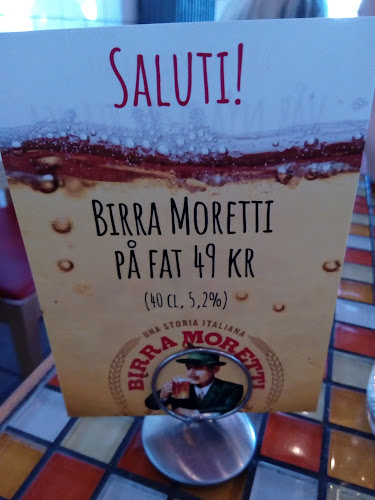 SALUTI!
BIRRA MORETTI
PÅ FAT 49 KR
(40 CL, 5,2%)
UNA STORIA ITALIANA
BIRRA MORETTI